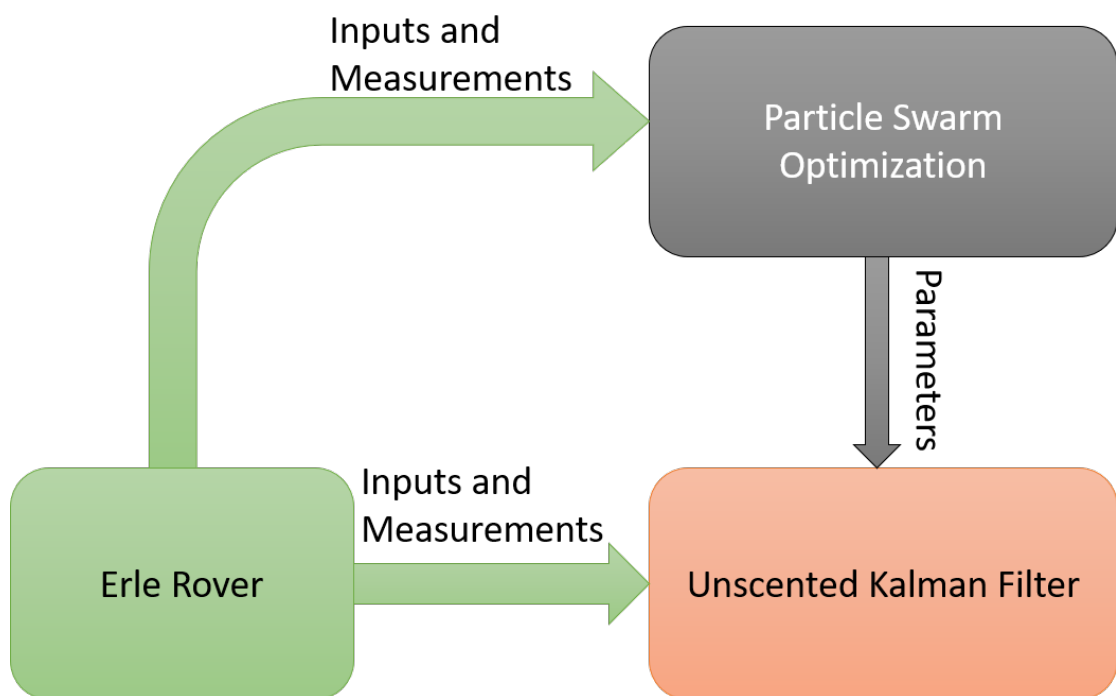 Inputs and
Measurements
Particle Swarm
Optimization
Parameters
Inputs and
Measurements
Erle Rover
Unscented Kalman Filter